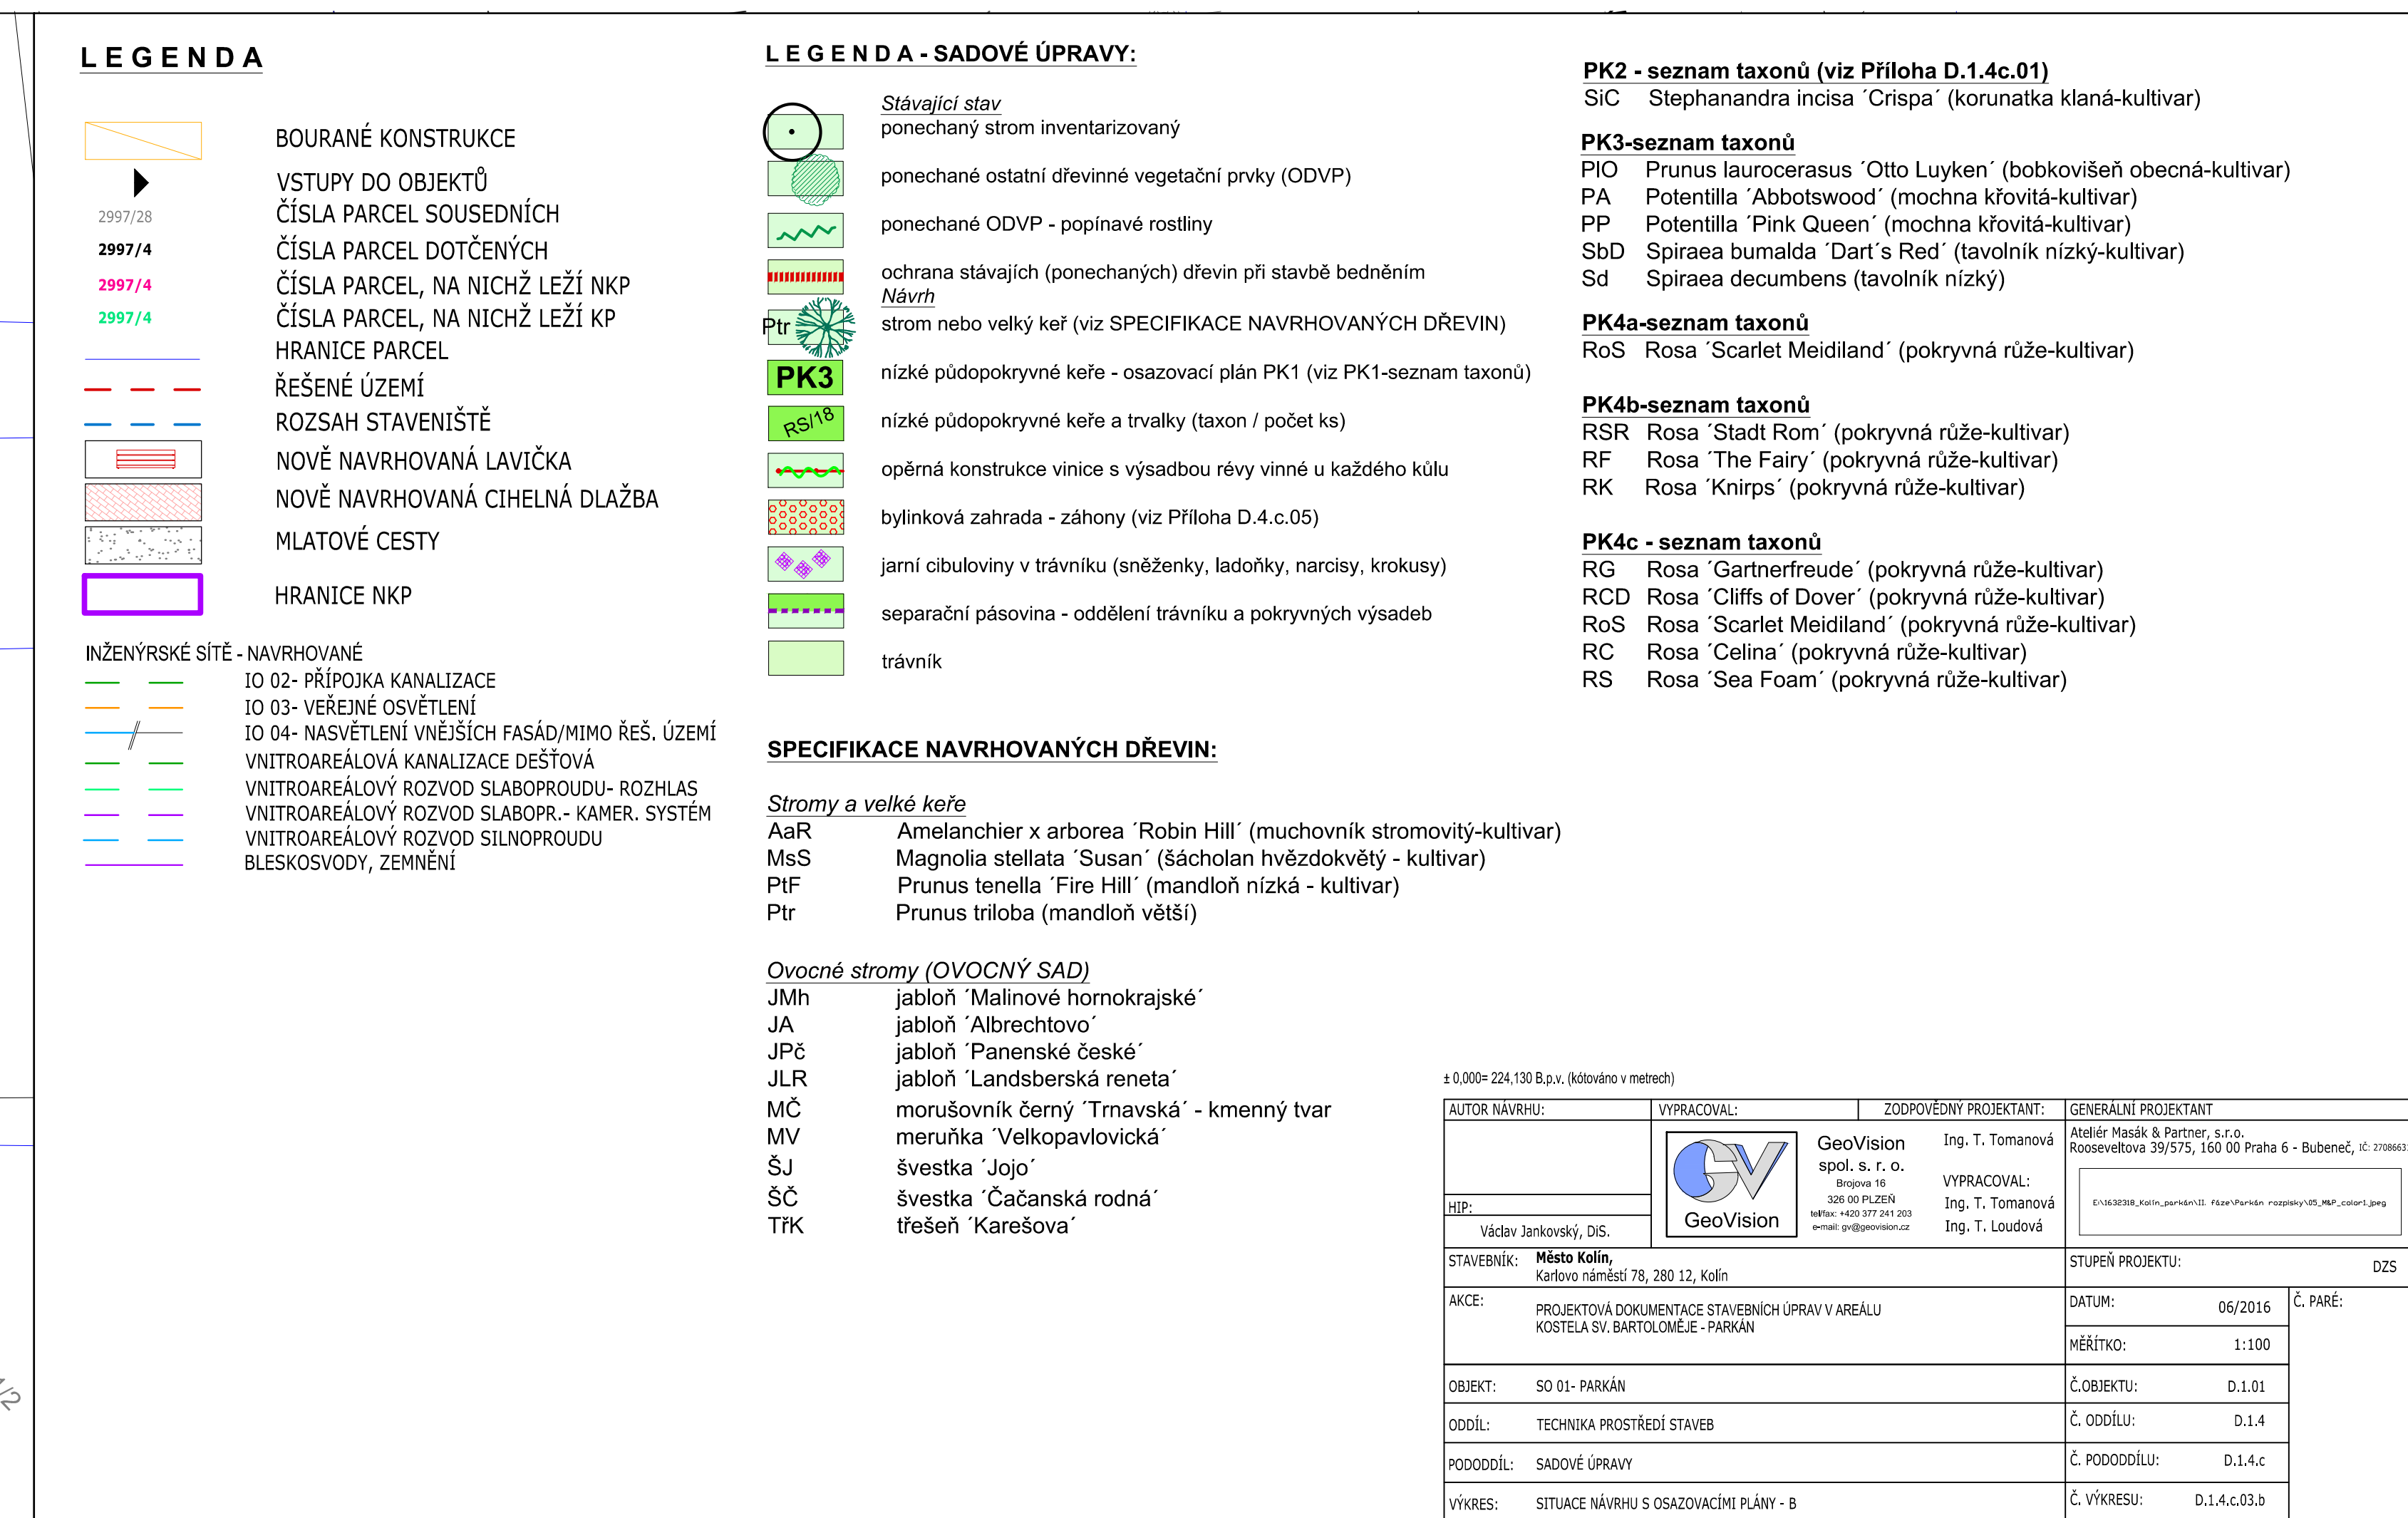 L E G E N D A
BOURANÉ KONSTRUKCE
VSTUPY DO OBJEKTŮ
2997/28 ČÍSLA PARCEL SOUSEDNÍCH
2997/4 ČÍSLA PARCEL DOTČENÝCH
2997/4 ČÍSLA PARCEL, NA NICHŽ LEŽÍ NKP
2997/4 ČÍSLA PARCEL, NA NICHŽ LEŽÍ KP
HRANICE PARCEL
ŘEŠENÉ ÚZEMÍ
ROZSAH STAVENIŠTĚ
NOVĚ NAVRHOVANÁ LAVIČKA
NOVĚ NAVRHOVANÁ CIHELNÁ DLAŽBA
MLATOVÉ CESTY
HRANICE NKP
INŽENÝRSKÉ SÍTĚ - NAVRHOVANÉ
IO 02- PŘÍPOJKA KANALIZACE
IO 03- VEŘEJNÉ OSVĚTLENÍ
IO 04- NASVĚTLENÍ VNĚJŠÍCH FASÁD/MIMO ŘEŠ. ÚZEMÍ
VNITROAREÁLOVÁ KANALIZACE DEŠŤOVÁ
VNITROAREÁLOVÝ ROZVOD SLABOPROUDU- ROZHLAS
VNITROAREÁLOVÝ ROZVOD SLABOPR.- KAMER. SYSTÉM
VNITROAREÁLOVÝ ROZVOD SILNOPROUDU
BLESKOSVODY, ZEMNĚNÍ
L E G E N D A - SADOVÉ ÚPRAVY:
Stávající stav
ponechaný strom inventarizovaný
ponechané ostatní dřevinné vegetační prvky (ODVP)
ponechané ODVP - popínavé rostliny
ochrana stávajích (ponechaných) dřevin při stavbě bedněním
Návrh
Ptr strom nebo velký keř (viz SPECIFIKACE NAVRHOVANÝCH DŘEVIN)
PK3 nízké půdopokryvné keře - osazovací plán PK1 (viz PK1-seznam taxonů)
RS/18 nízké půdopokryvné keře a trvalky (taxon / počet ks)
opěrná konstrukce vinice s výsadbou révy vinné u každého kůlu
bylinková zahrada - záhony (viz Příloha D.4.c.05)
jarní cibuloviny v trávníku (sněženky, ladoňky, narcisy, krokusy)
separační pásovina - oddělení trávníku a pokryvných výsadeb
trávník
SPECIFIKACE NAVRHOVANÝCH DŘEVIN:
Stromy a velké keře
AaR Amelanchier x arborea ´Robin Hill´ (muchovník stromovitý-kultivar)
MsS Magnolia stellata ´Susan´ (šácholan hvězdokvětý - kultivar)
PtF Prunus tenella ´Fire Hill´ (mandloň nízká - kultivar)
Ptr Prunus triloba (mandloň větší)
Ovocné stromy (OVOCNÝ SAD)
JMh jabloň ´Malinové hornokrajské´
JA jabloň ´Albrechtovo´
JPč jabloň ´Panenské české´
JLR jabloň ´Landsberská reneta´
MČ morušovník černý ´Trnavská´ - kmenný tvar
MV meruňka ´Velkopavlovická´
ŠJ švestka ´Jojo´
ŠČ švestka ´Čačanská rodná´
TřK třešeň ´Karešova´
PK2 - seznam taxonů (viz Příloha D.1.4c.01)
SiC Stephanandra incisa ´Crispa´ (korunatka klaná-kultivar)
PK3-seznam taxonů
PlO Prunus laurocerasus ´Otto Luyken´ (bobkovišeň obecná-kultivar)
PA Potentilla ´Abbotswood´ (mochna křovitá-kultivar)
PP Potentilla ´Pink Queen´ (mochna křovitá-kultivar)
SbD Spiraea bumalda ´Dart´s Red´ (tavolník nízký-kultivar)
Sd Spiraea decumbens (tavolník nízký)
PK4a-seznam taxonů
RoS Rosa ´Scarlet Meidiland´ (pokryvná růže-kultivar)
PK4b-seznam taxonů
RSR Rosa ´Stadt Rom´ (pokryvná růže-kultivar)
RF Rosa ´The Fairy´ (pokryvná růže-kultivar)
RK Rosa ´Knirps´ (pokryvná růže-kultivar)
PK4c - seznam taxonů
RG Rosa ´Gartnerfreude´ (pokryvná růže-kultivar)
RCD Rosa ´Cliffs of Dover´ (pokryvná růže-kultivar)
RoS Rosa ´Scarlet Meidiland´ (pokryvná růže-kultivar)
RC Rosa ´Celina´ (pokryvná růže-kultivar)
RS Rosa ´Sea Foam´ (pokryvná růže-kultivar)
± 0,000= 224,130 B.p.v. (kótováno v metrech)
AUTOR NÁVRHU: VYPRACOVAL: ZODPOVĚDNÝ PROJEKTANT: GENERÁLNÍ PROJEKTANT
HIP:
Václav Jankovský, DiS.
GeoVision
GeoVision
spol. s. r. o.
Brojova 16
326 00 PLZEŇ
tel/fax: +420 377 241 203
e-mail: gv@geovision.cz
Ing. T. Tomanová
VYPRACOVAL:
Ing. T. Tomanová
Ing. T. Loudová
Ateliér Masák & Partner, s.r.o.
Rooseveltova 39/575, 160 00 Praha 6 - Bubeneč, IČ: 2708663
E:\1632318_Kolín_parkán\II. fáze\Parkán rozpisky\05_M&P_color1.jpeg
STAVEBNÍK: Město Kolín,
Karlovo náměstí 78, 280 12, Kolín
STUPEŇ PROJEKTU: DZS
AKCE: PROJEKTOVÁ DOKUMENTACE STAVEBNÍCH ÚPRAV V AREÁLU
KOSTELA SV. BARTOLOMĚJE - PARKÁN
DATUM: 06/2016 Č. PARÉ:
MĚŘÍTKO: 1:100
OBJEKT: SO 01- PARKÁN Č.OBJEKTU: D.1.01
ODDÍL: TECHNIKA PROSTŘEDÍ STAVEB Č. ODDÍLU: D.1.4
PODODDÍL: SADOVÉ ÚPRAVY Č. PODODDÍLU: D.1.4.c
VÝKRES: SITUACE NÁVRHU S OSAZOVACÍMI PLÁNY - B Č. VÝKRESU: D.1.4.c.03.b